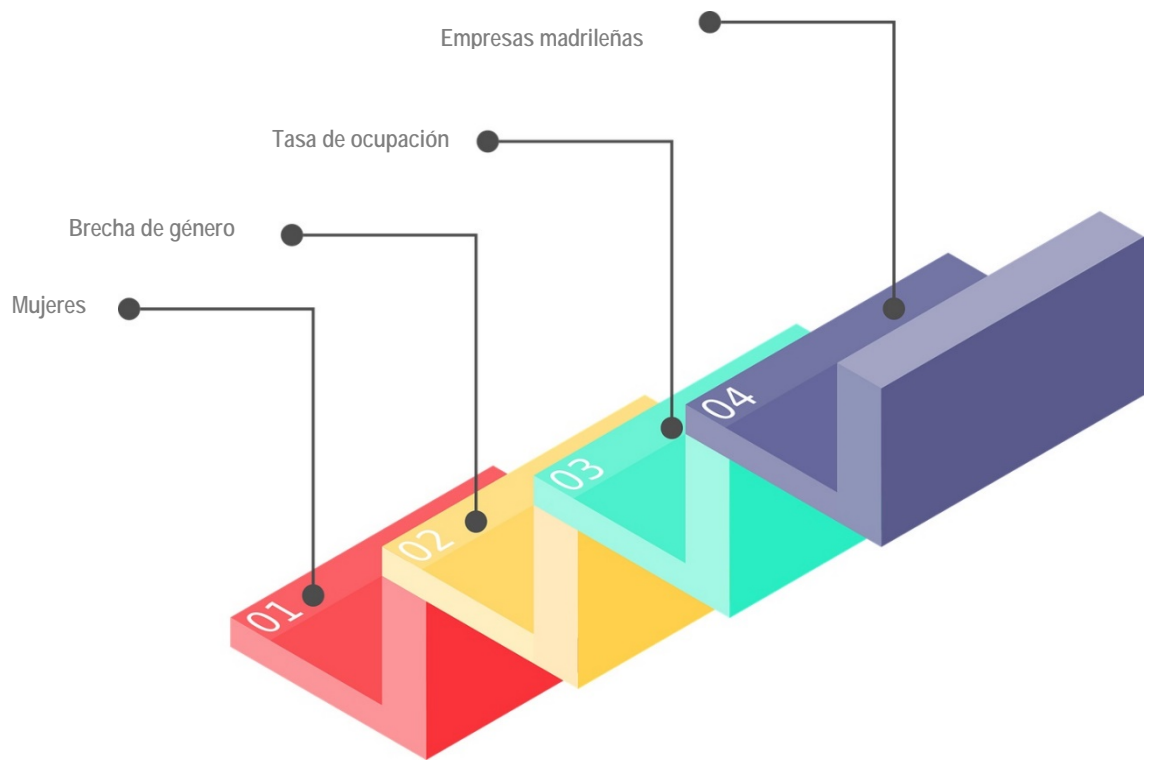 Empresas madrileñas
Tasa de ocupación
Brecha de género
Mujeres
04
03
02
01